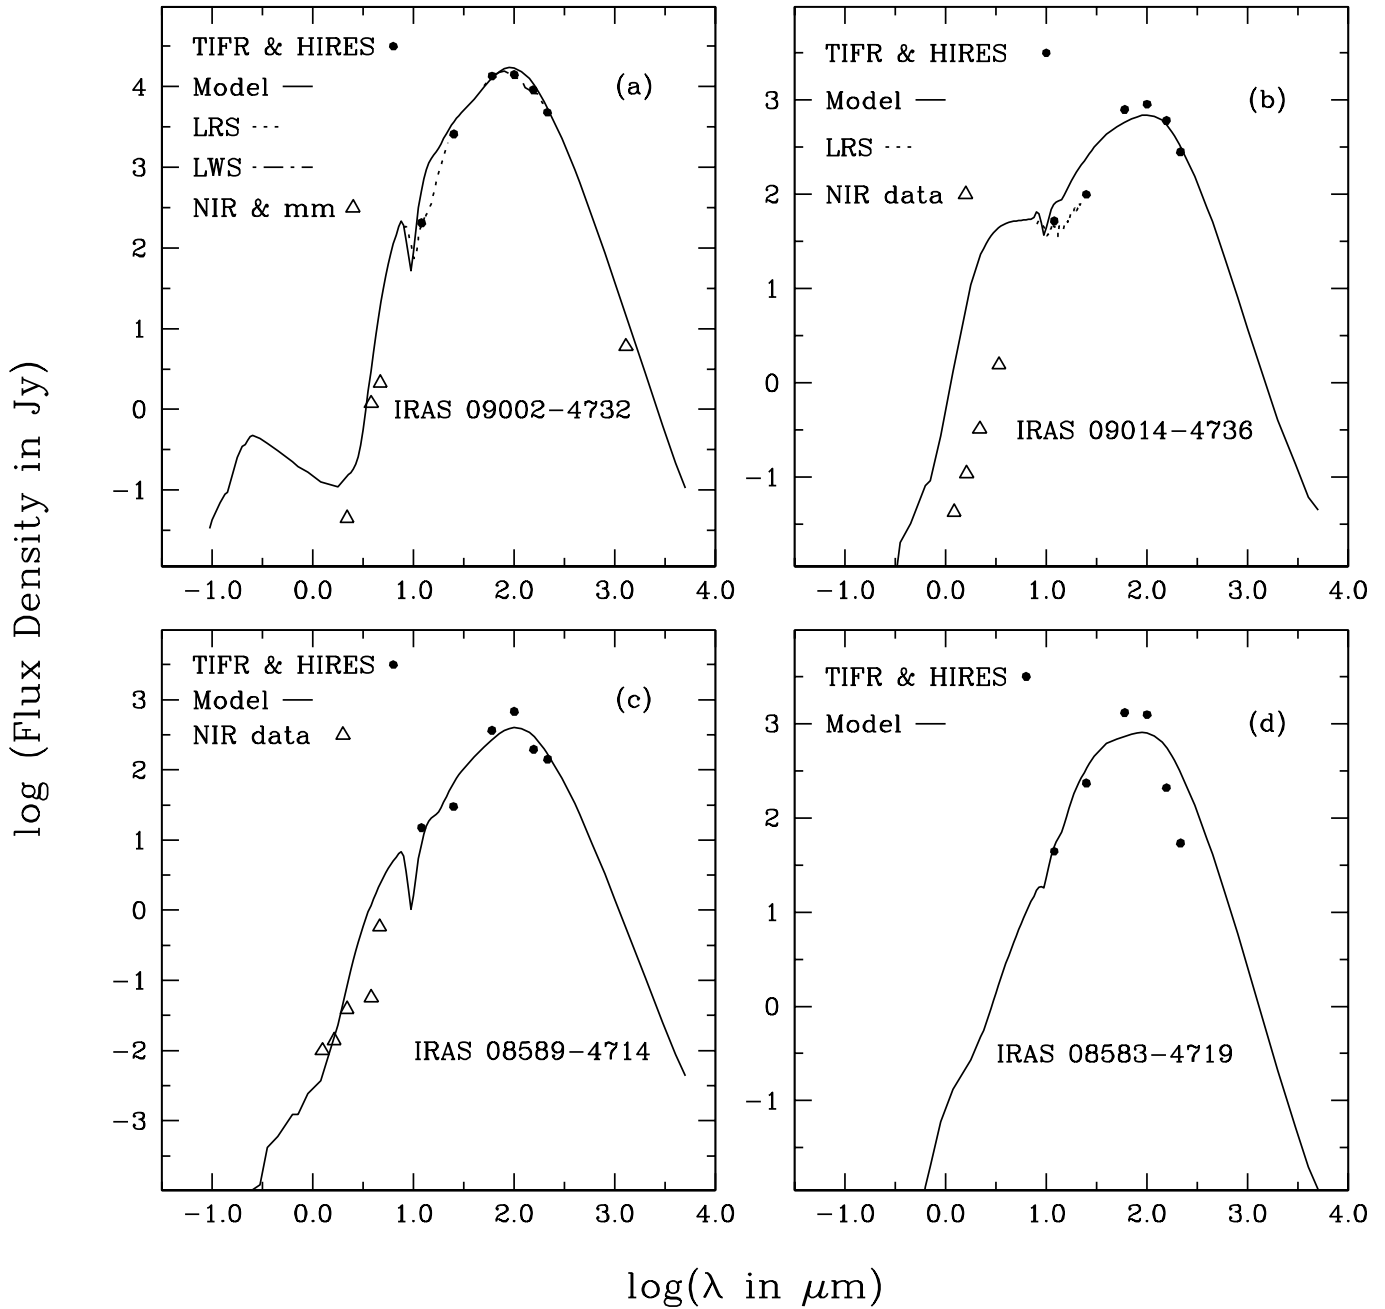 TIFR & HIRES
Model
(a)
LRS
LWS
NIR & mm
IRAS 09002-4732
4
3
2
1
0
-1
-1.0 0.0 1.0 2.0 3.0 4.0
TIFR & HIRES
Model
(b)
LRS
NIR data
IRAS 09014-4736
3
2
1
0
-1
-1.0 0.0 1.0 2.0 3.0 4.0
TIFR & HIRES
Model
(c)
NIR data
IRAS 08589-4714
3
2
1
0
-1
-2
-3
-1.0 0.0 1.0 2.0 3.0 4.0
TIFR & HIRES
Model
(d)
IRAS 08583-4719
3
2
1
0
-1
-1.0 0.0 1.0 2.0 3.0 4.0
log (Flux Density in Jy)
log(λ in μm)